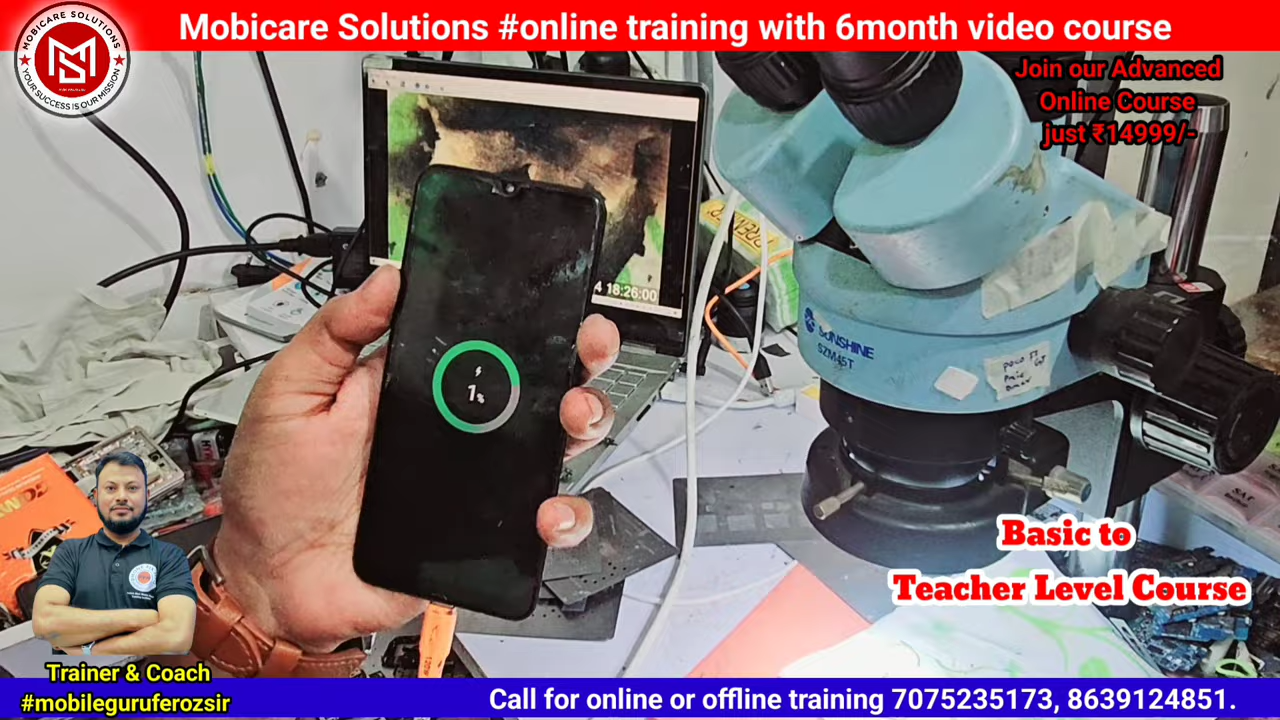 Mobicare Solutions #online training with 6month video course
MOBICARE SOLUTIONS
YOUR SUCCESS IS OUR MISSION
Join our Advanced
Online Course
just ₹14999/-
4 18:26:00
1%
SUNSHINE
SZM45T
120W
Basic to
Teacher Level Course
Trainer & Coach
#mobileguruferozsir
Call for online or offline training 7075235173, 8639124851.